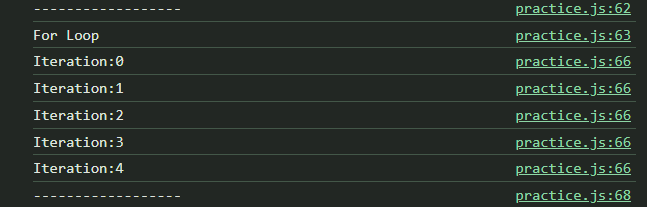 ------------------ practice.js:62
For Loop practice.js:63
Iteration:0 practice.js:66
Iteration:1 practice.js:66
Iteration:2 practice.js:66
Iteration:3 practice.js:66
Iteration:4 practice.js:66
------------------ practice.js:68